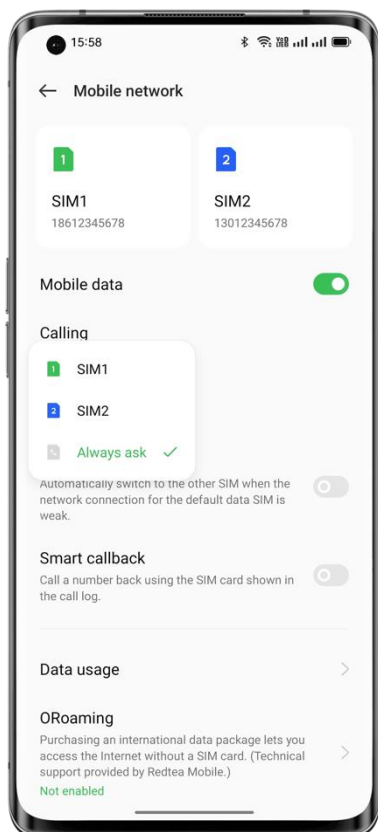 15:58
Mobile network
1
2
SIM1
SIM2
18612345678
13012345678
Mobile data
Calling
1 SIM1
2 SIM2
Always ask
Automatically switch to the other SIM when the
network connection for the default data SIM is
weak.
Smart callback
Call a number back using the SIM card shown in
the call log.
Data usage
ORoaming
Purchasing an international data package lets you
access the Internet without a SIM card. (Technical
support provided by Redtea Mobile.)
Not enabled